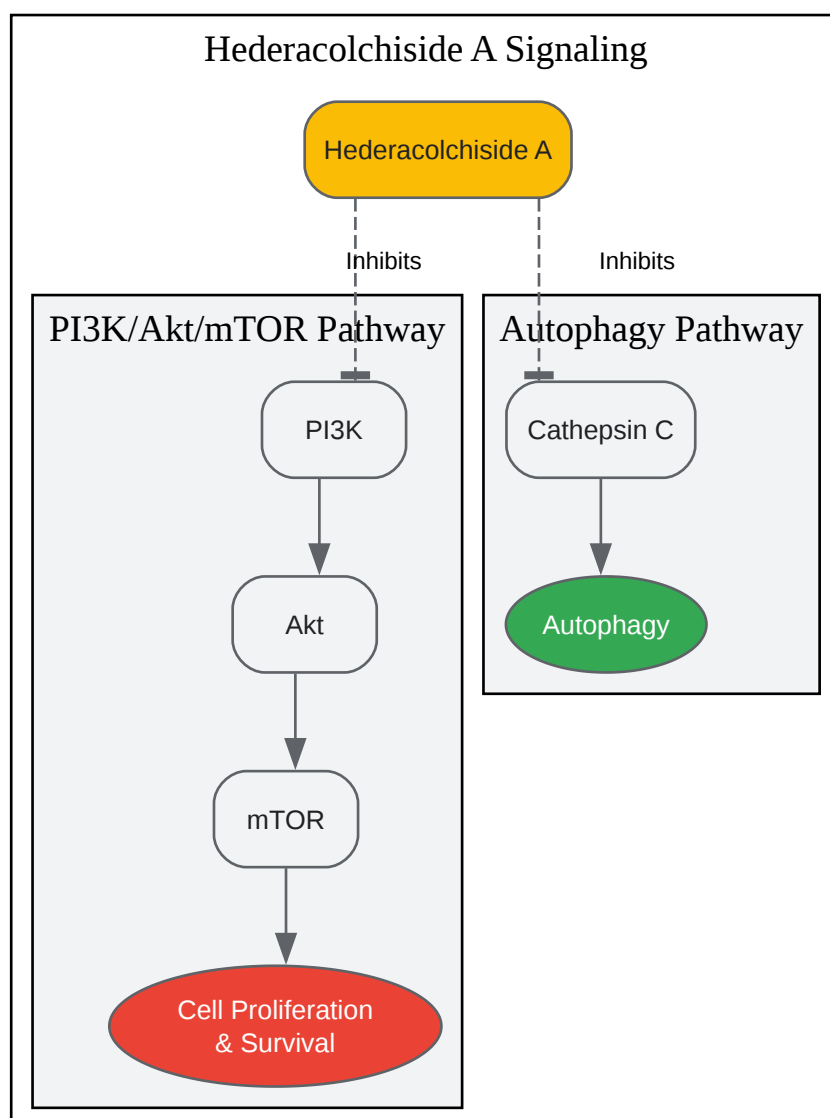 Hederacolchiside A Signaling
Hederacolchiside A
Inhibits
Inhibits
PI3K/Akt/mTOR Pathway
Autophagy Pathway
PI3K
Cathepsin C
Akt
Autophagy
mTOR
Cell Proliferation
& Survival